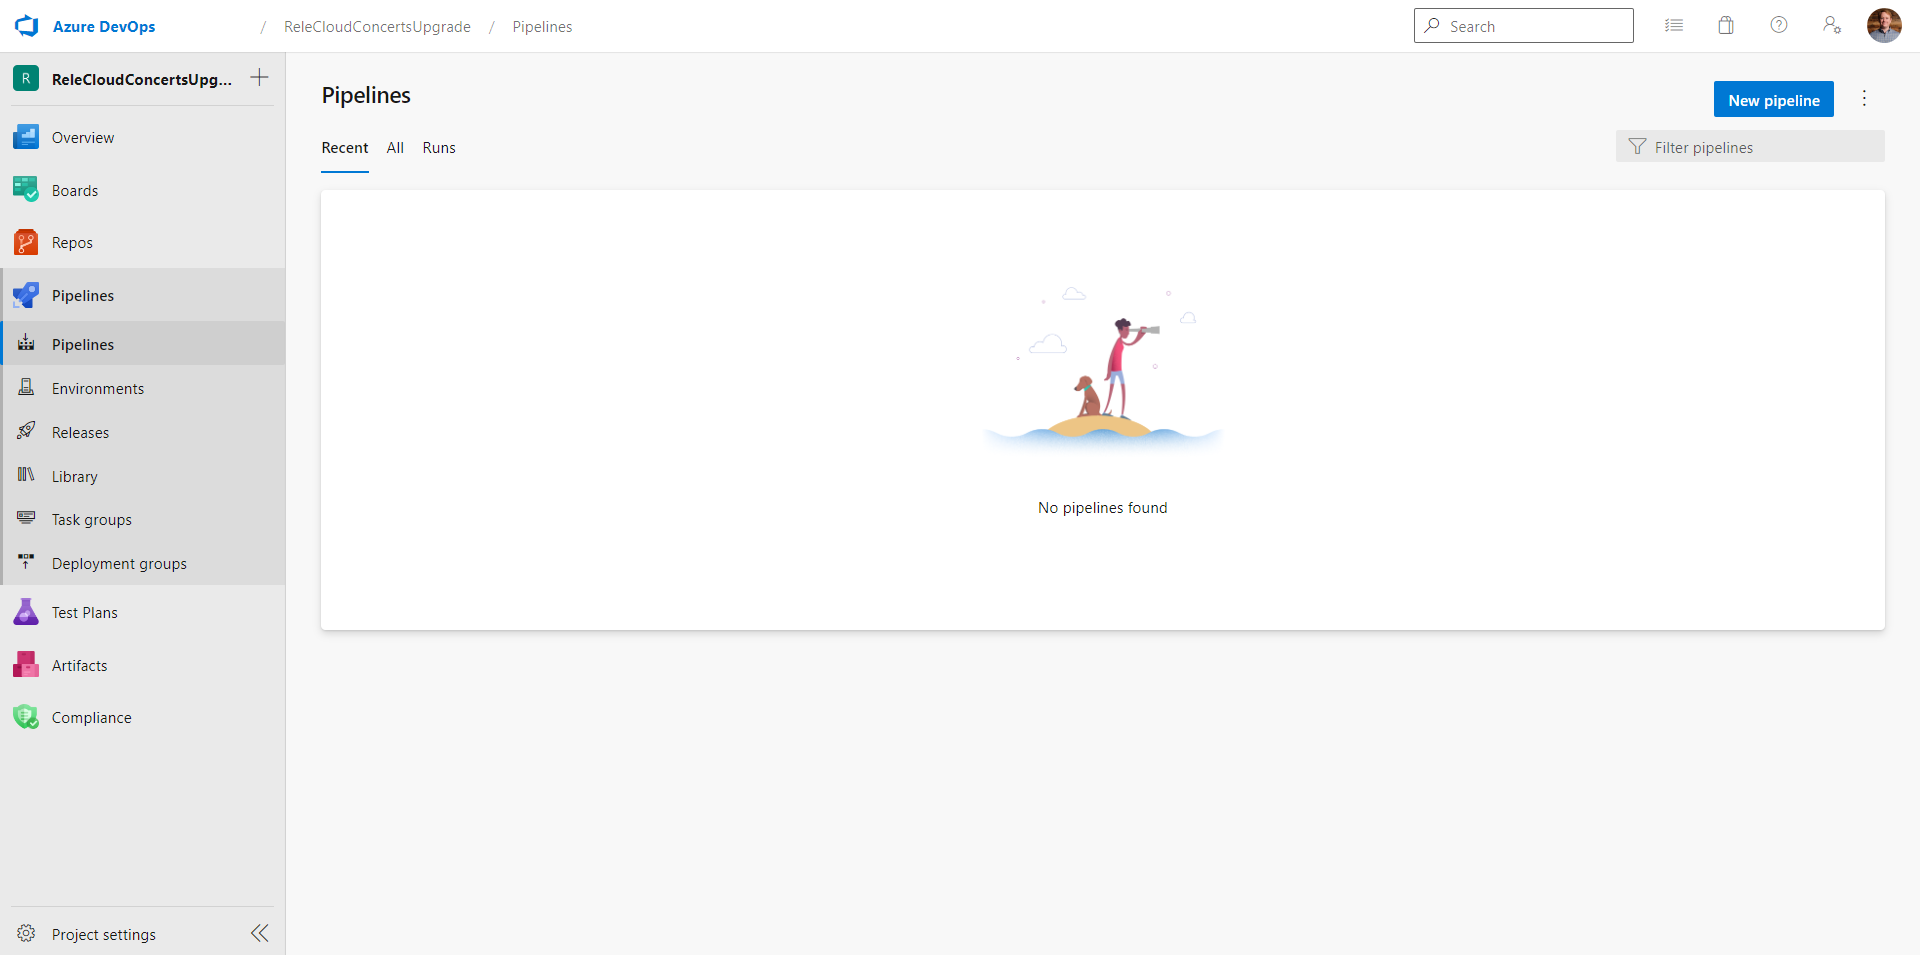 Azure DevOps / ReleCloudConcertsUpgrade / Pipelines
Search
R ReleCloudConcertsUpg...
Overview
Boards
Repos
Pipelines
Pipelines
Environments
Releases
Library
Task groups
Deployment groups
Test Plans
Artifacts
Compliance
Project settings
Pipelines
New pipeline
Recent All Runs
Filter pipelines
No pipelines found